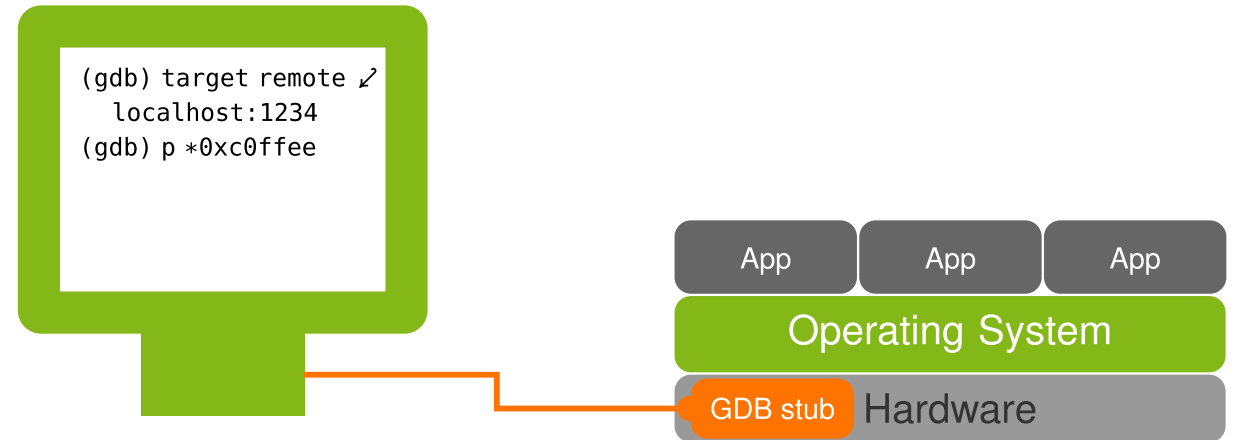 (gdb) target remote ↙
localhost:1234
(gdb) p *0xc0ffee
App App App
Operating System
GDB stub Hardware